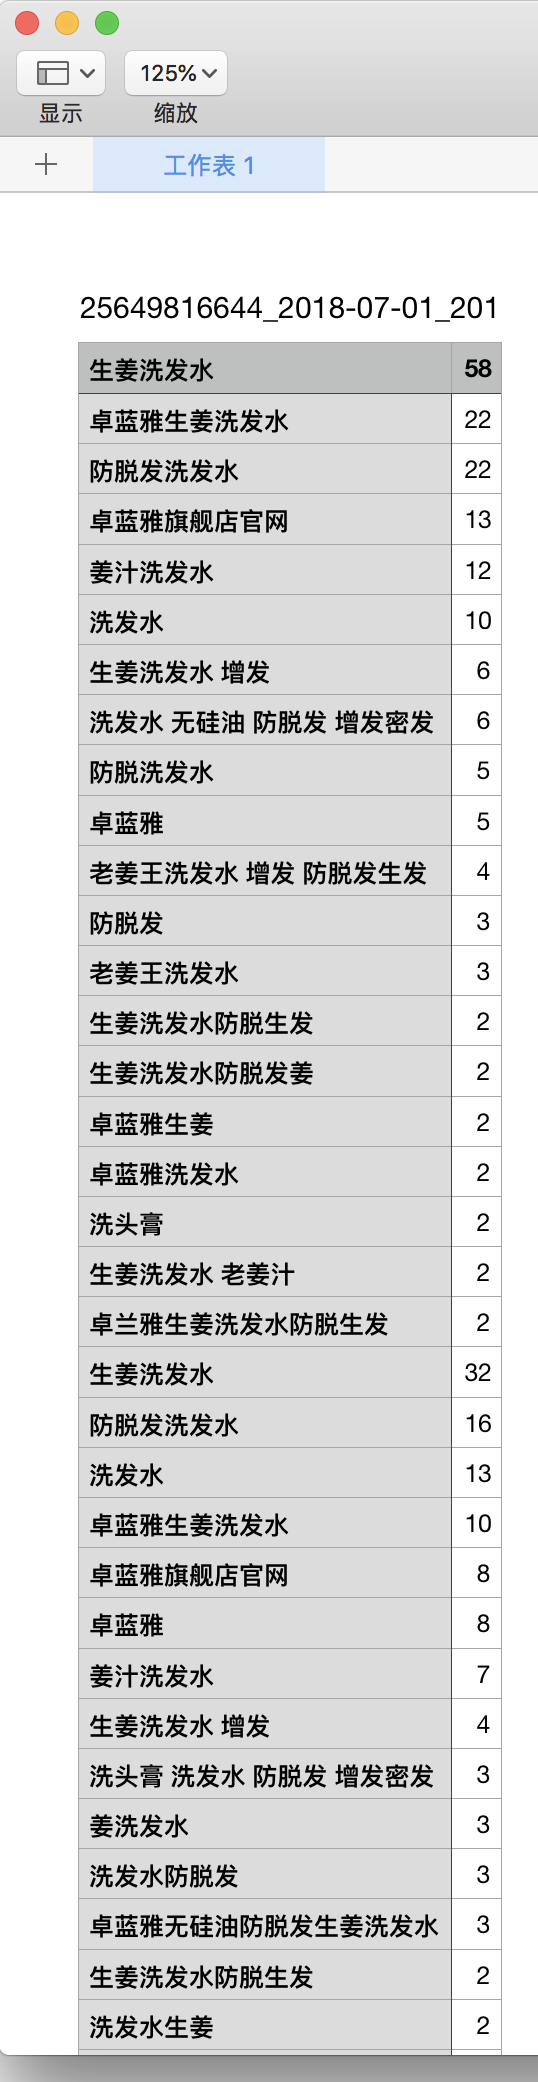 125%
显示 缩放
工作表 1
25649816644_2018-07-01_201
生姜洗发水 58
卓蓝雅生姜洗发水 22
防脱发洗发水 22
卓蓝雅旗舰店官网 13
姜汁洗发水 12
洗发水 10
生姜洗发水 增发 6
洗发水 无硅油 防脱发 增发密发 6
防脱洗发水 5
卓蓝雅 5
老姜王洗发水 增发 防脱发生发 4
防脱发 3
老姜王洗发水 3
生姜洗发水防脱生发 2
生姜洗发水防脱发姜 2
卓蓝雅生姜 2
卓蓝雅洗发水 2
洗头膏 2
生姜洗发水 老姜汁 2
卓兰雅生姜洗发水防脱生发 2
生姜洗发水 32
防脱发洗发水 16
洗发水 13
卓蓝雅生姜洗发水 10
卓蓝雅旗舰店官网 8
卓蓝雅 8
姜汁洗发水 7
生姜洗发水 增发 4
洗头膏 洗发水 防脱发 增发密发 3
姜洗发水 3
洗发水防脱发 3
卓蓝雅无硅油防脱发生姜洗发水 3
生姜洗发水防脱生发 2
洗发水生姜 2